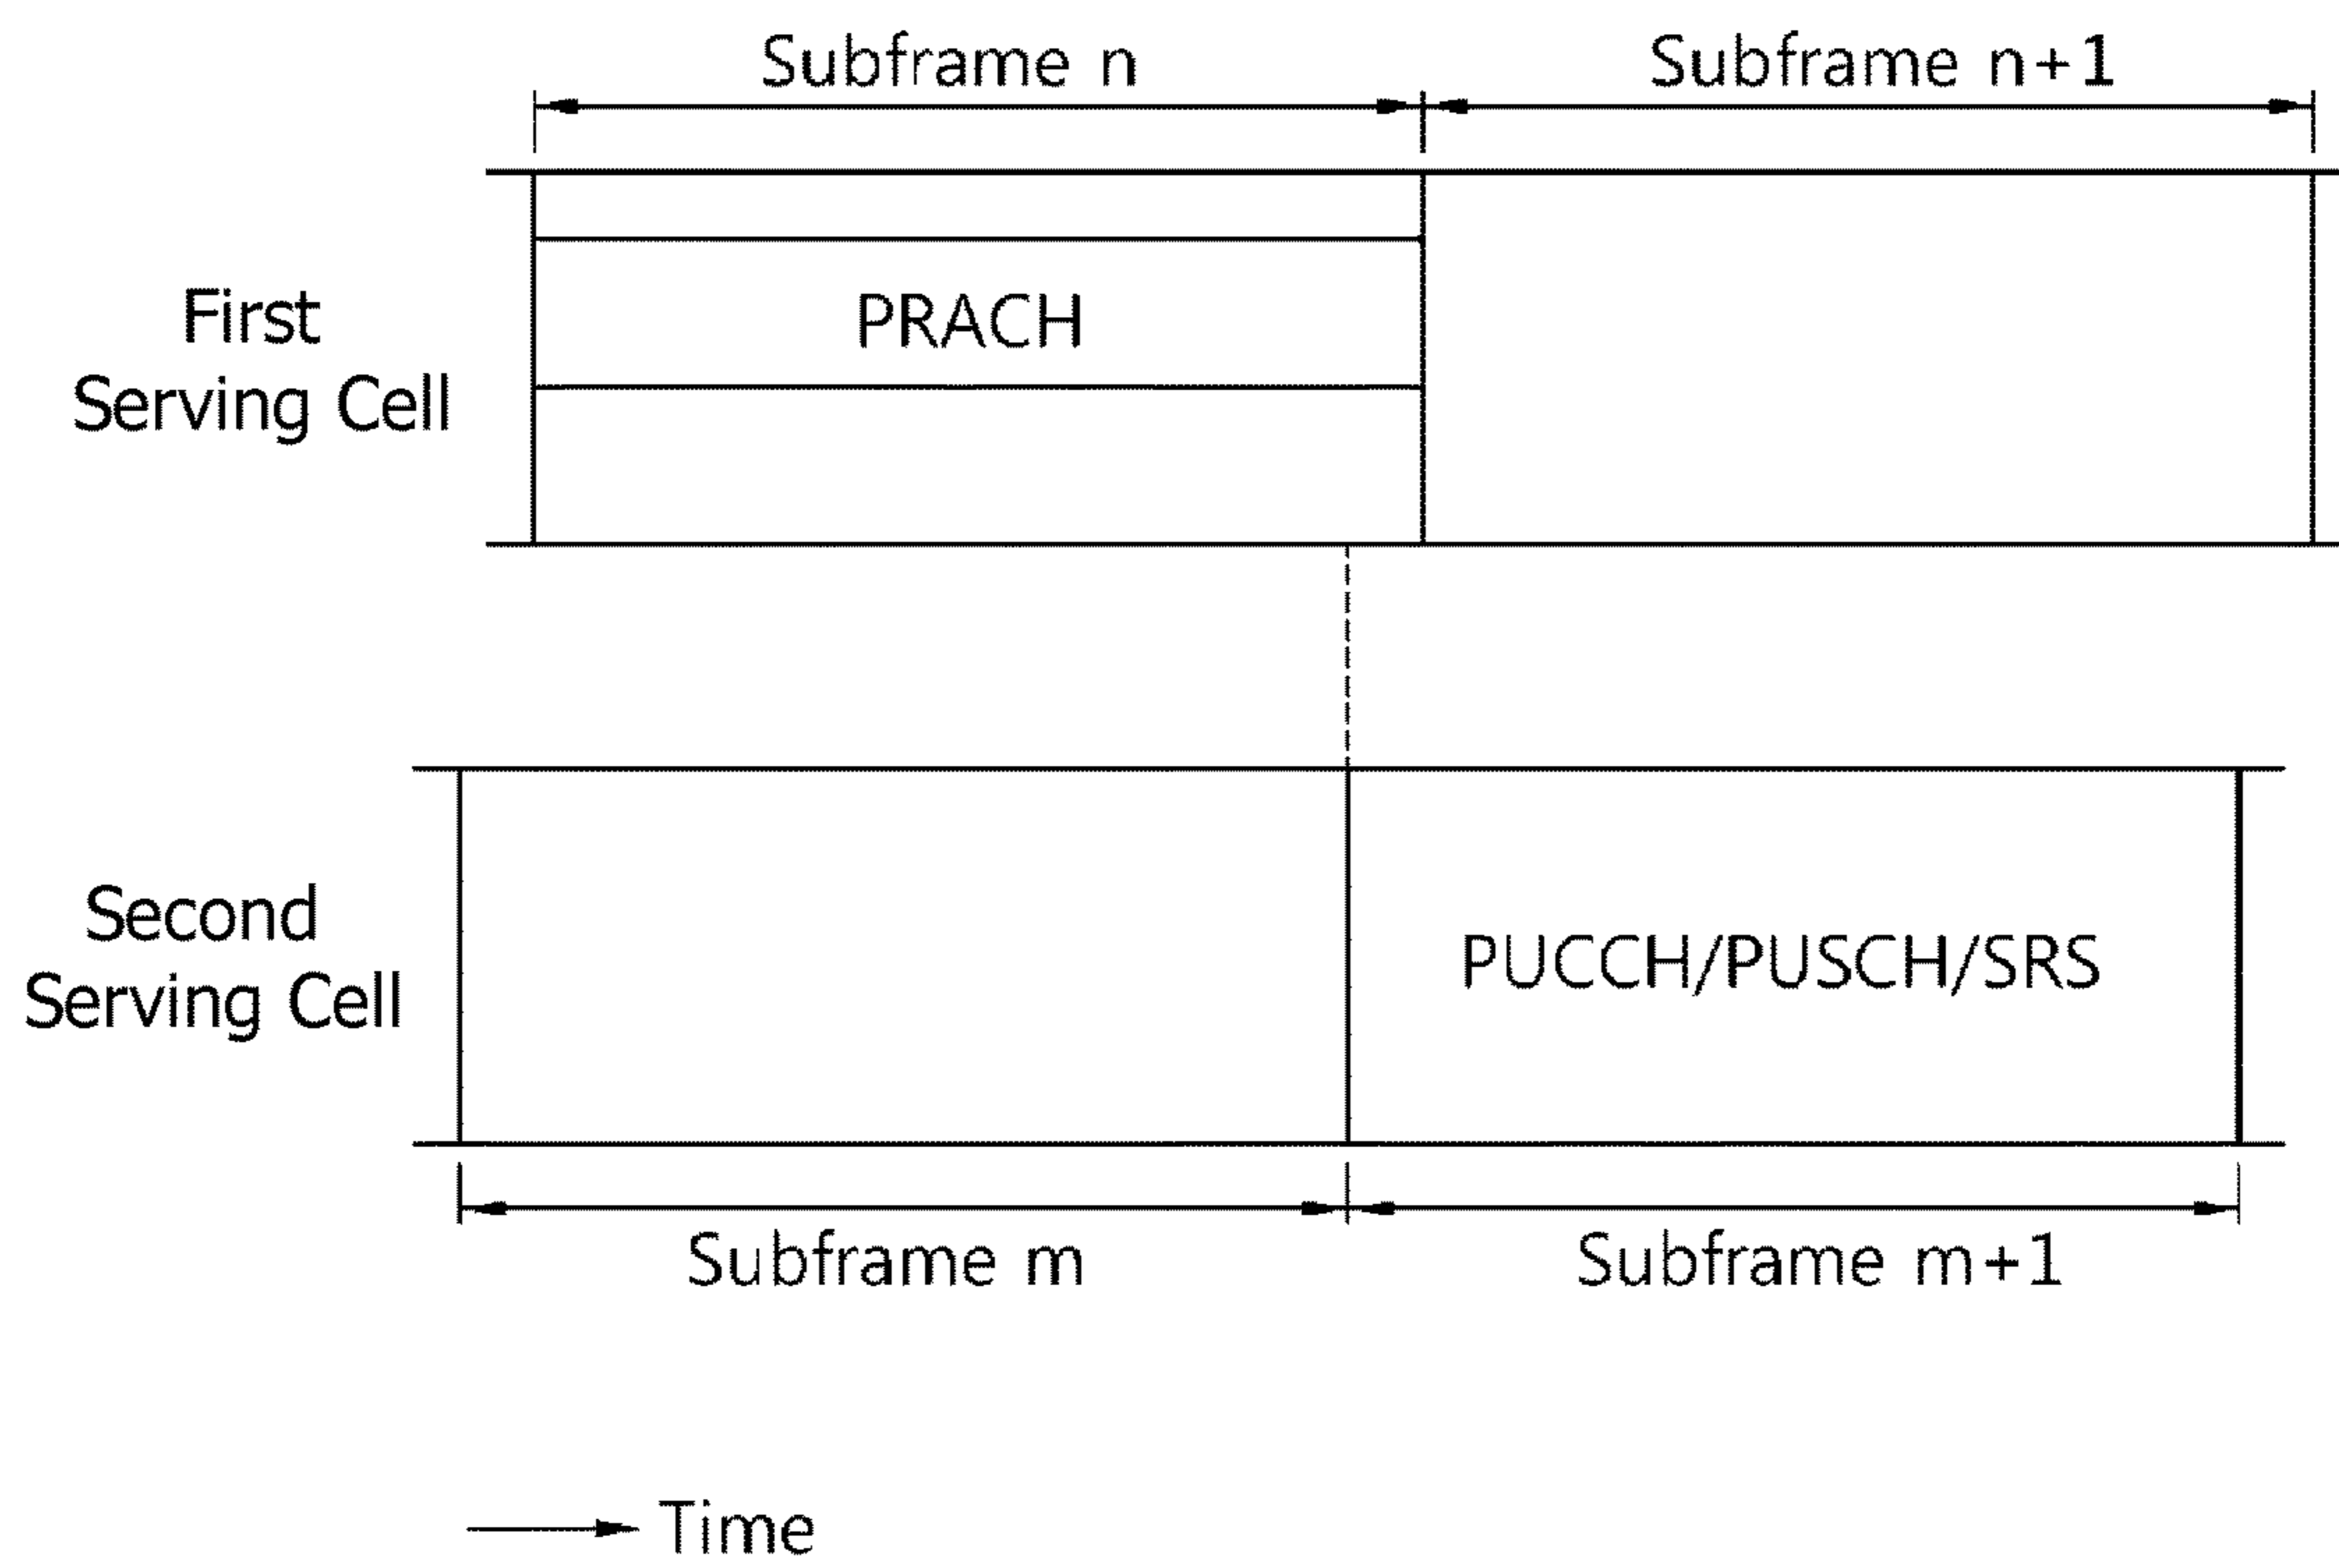 Subframe n
Subframe n+1
PRACH
First
Serving Cell
Second
Serving Cell
PUCCH/PUSCH/SRS
Subframe m
Subframe m+1
Time